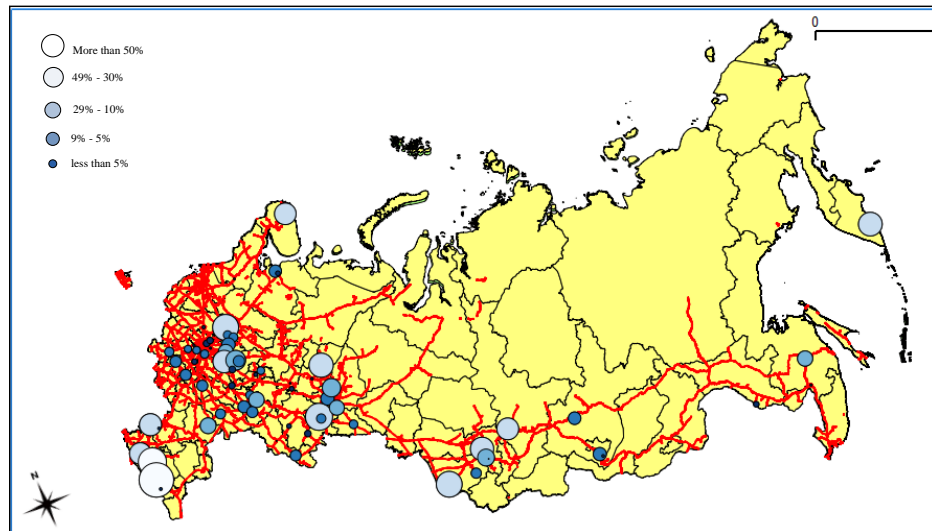 0
More than 50%
49% - 30%
29% - 10%
9% - 5%
less than 5%
N